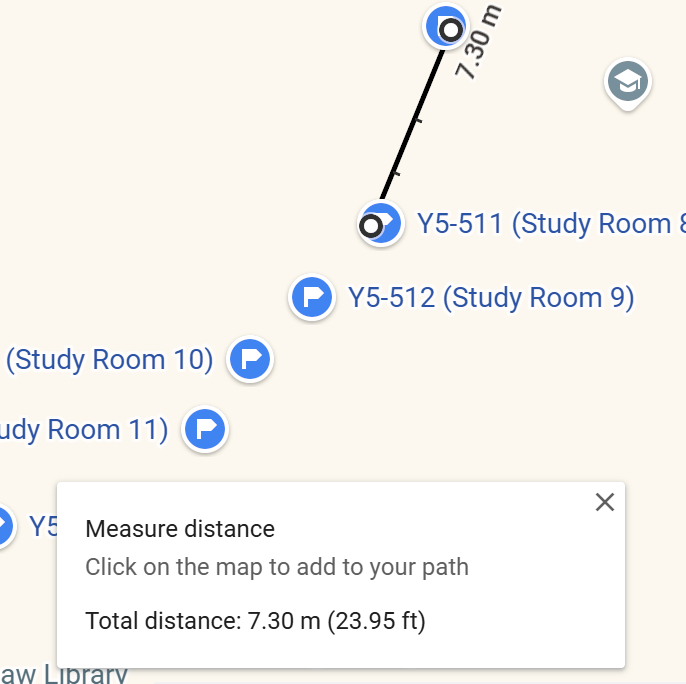 7.30 m
Y5-511 (Study Room 8
Y5-512 (Study Room 9)
(Study Room 10)
udy Room 11)
Y5
Measure distance
Click on the map to add to your path
Total distance: 7.30 m (23.95 ft)
aw Library